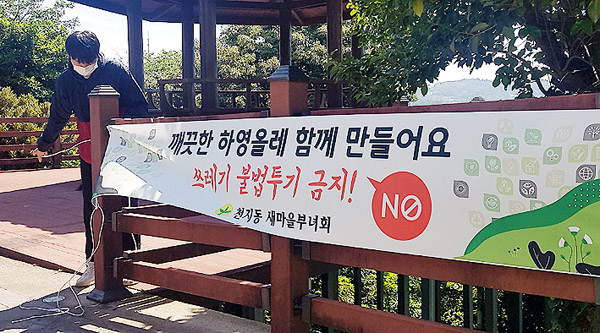 깨끗한 하영올레 함께 만들어요
쓰레기 불법투기 금지!
NO
천지동 새마을부녀회